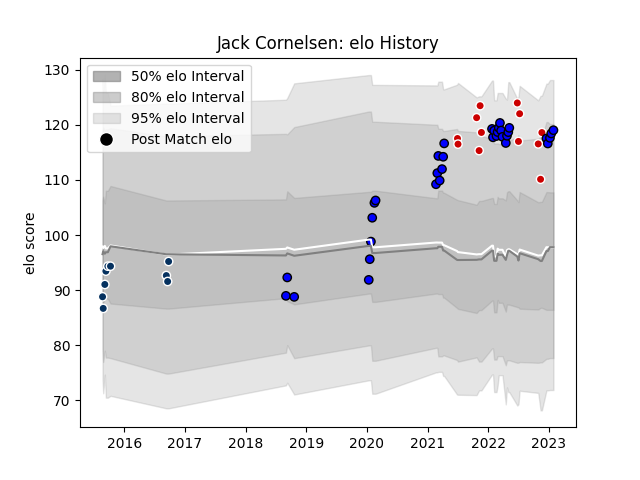 Jack Cornelsen: elo History
50% elo Interval
80% elo Interval
95% elo Interval
Post Match elo
elo score
130
120
110
100
90
80
70
2016
2017
2018
2019
2020
2021
2022
2023